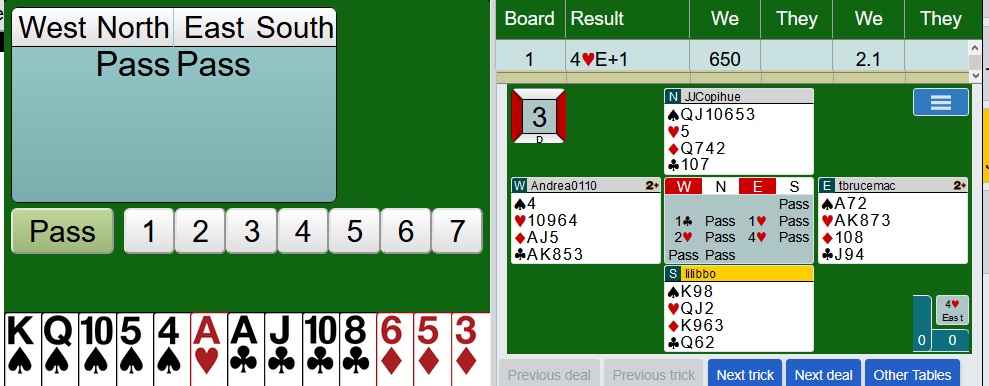 West North East South
Pass Pass
Pass 1 2 3 4 5 6 7
K Q 10 5 4 A A J 10 8 6 5 3
♠ ♠ ♠ ♠ ♠ ♥ ♣ ♣ ♣ ♣ ♦ ♦ ♦
Board Result We They We They
1 4♥E+1 650 2.1
3
D
N JJCopihue
♠QJ10653
♥5
♦Q742
♣107
W Andrea0110 2+
♠4
♥10964
♦AJ5
♣AK853
W N E S
Pass
1♣ Pass 1♥ Pass
2♥ Pass 4♥ Pass
Pass Pass
E tbrucemac 2+
♠A72
♥AK873
♦108
♣J94
S lilibbo
♠K98
♥QJ2
♦K963
♣Q62
4♥
East
0 0
Previous deal Previous trick Next trick Next deal Other Tables